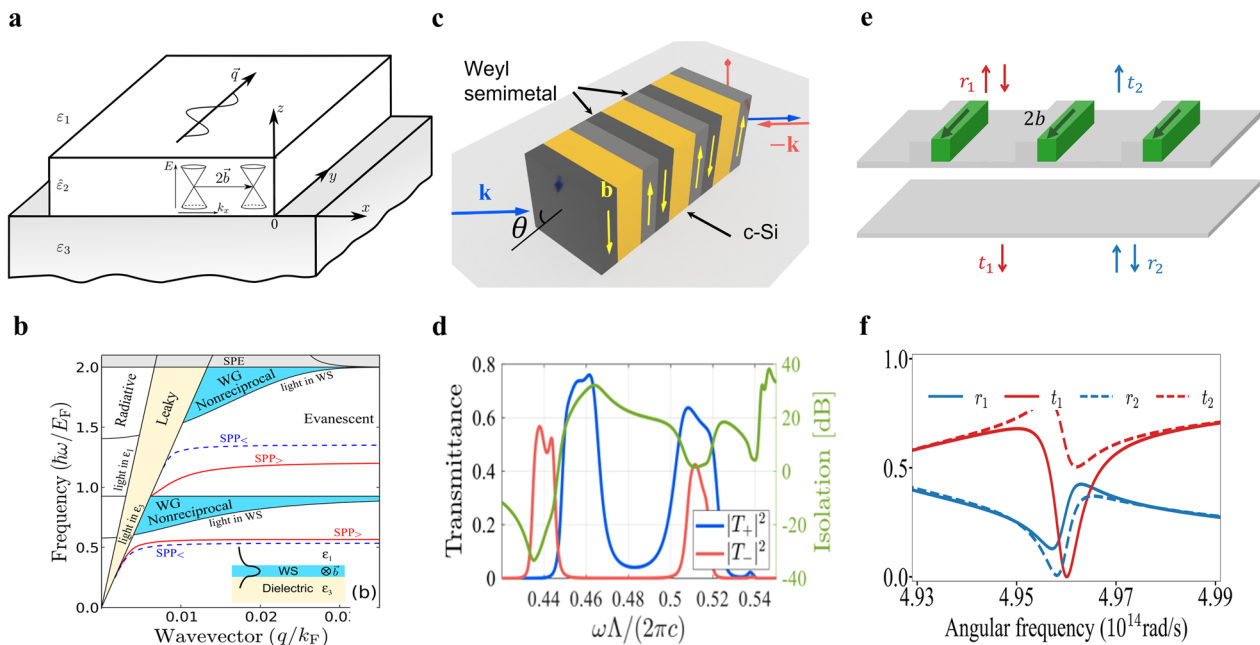 a
ε₁
q⃗
z
ε̂₂
E
2b⃗
kₓ
y
0
x
ε₃
b
Frequency (ħω/E_F)
2.0
1.5
1.0
0.5
0.0
SPE
Radiative
Leaky
WG
Nonreciprocal
light in WS
Evanescent
SPP<
light in ε₁
SPP>
WG
Nonreciprocal
light in WS
light in ε₃
SPP>
SPP<
ε₁
WS
⊗b⃗
Dielectric
ε₃
(b)
0.01
0.02
0.0
Wavevector (q/k_F)
c
Weyl
semimetal
−k
k
b
θ
c-Si
d
Transmittance
0.8
0.6
0.4
0.2
0
40
20
0
-20
-40
Isolation [dB]
|T₊|²
|T₋|²
0.44
0.46
0.48
0.5
0.52
0.54
ωΛ/(2πc)
e
r₁
t₂
2b
t₁
r₂
f
1.0
0.5
0.0
r₁
t₁
r₂
t₂
4.93
4.95
4.97
4.99
Angular frequency (10¹⁴rad/s)